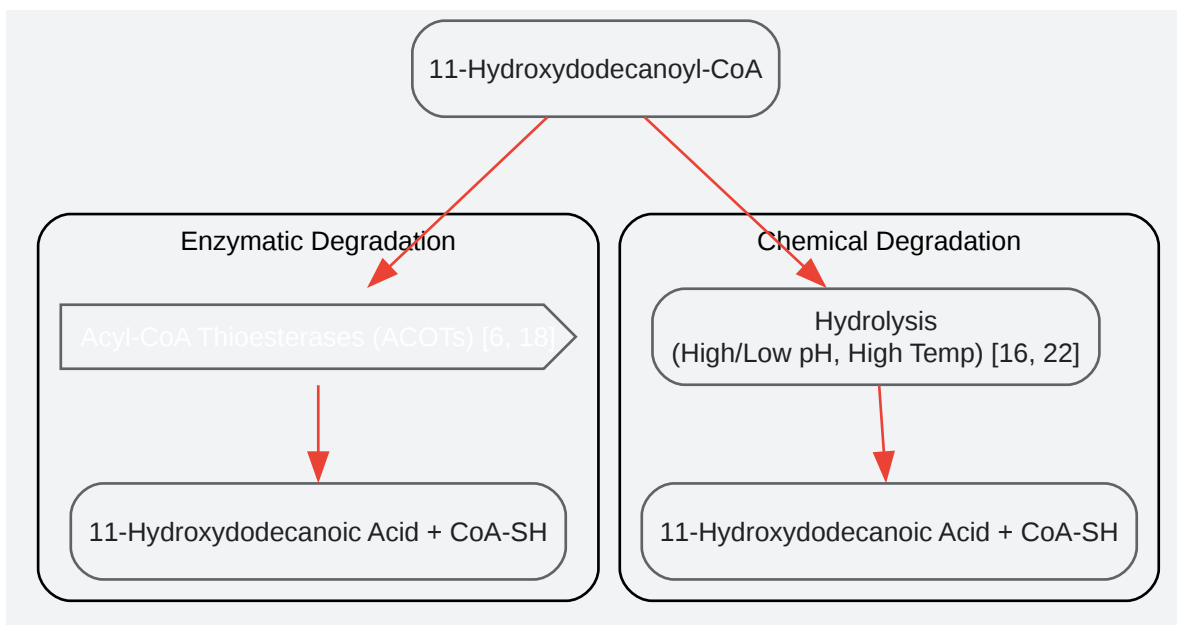 11-Hydroxydodecanoyl-CoA
Enzymatic Degradation
Acyl-CoA Thioesterases (ACOTs) [6, 18]
11-Hydroxydodecanoic Acid + CoA-SH
Chemical Degradation
Hydrolysis
(High/Low pH, High Temp) [16, 22]
11-Hydroxydodecanoic Acid + CoA-SH